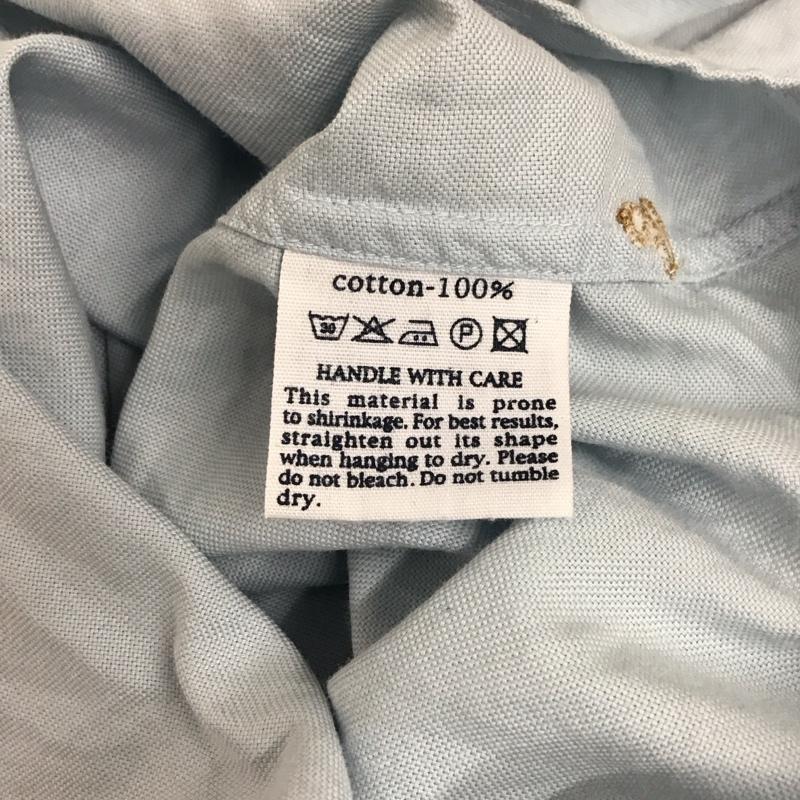 cotton-100%
30 P
HANDLE WITH CARE
This material is prone
to shirinkage. For best results,
straighten out its shape
when hanging to dry. Please
do not bleach. Do not tumble
dry.